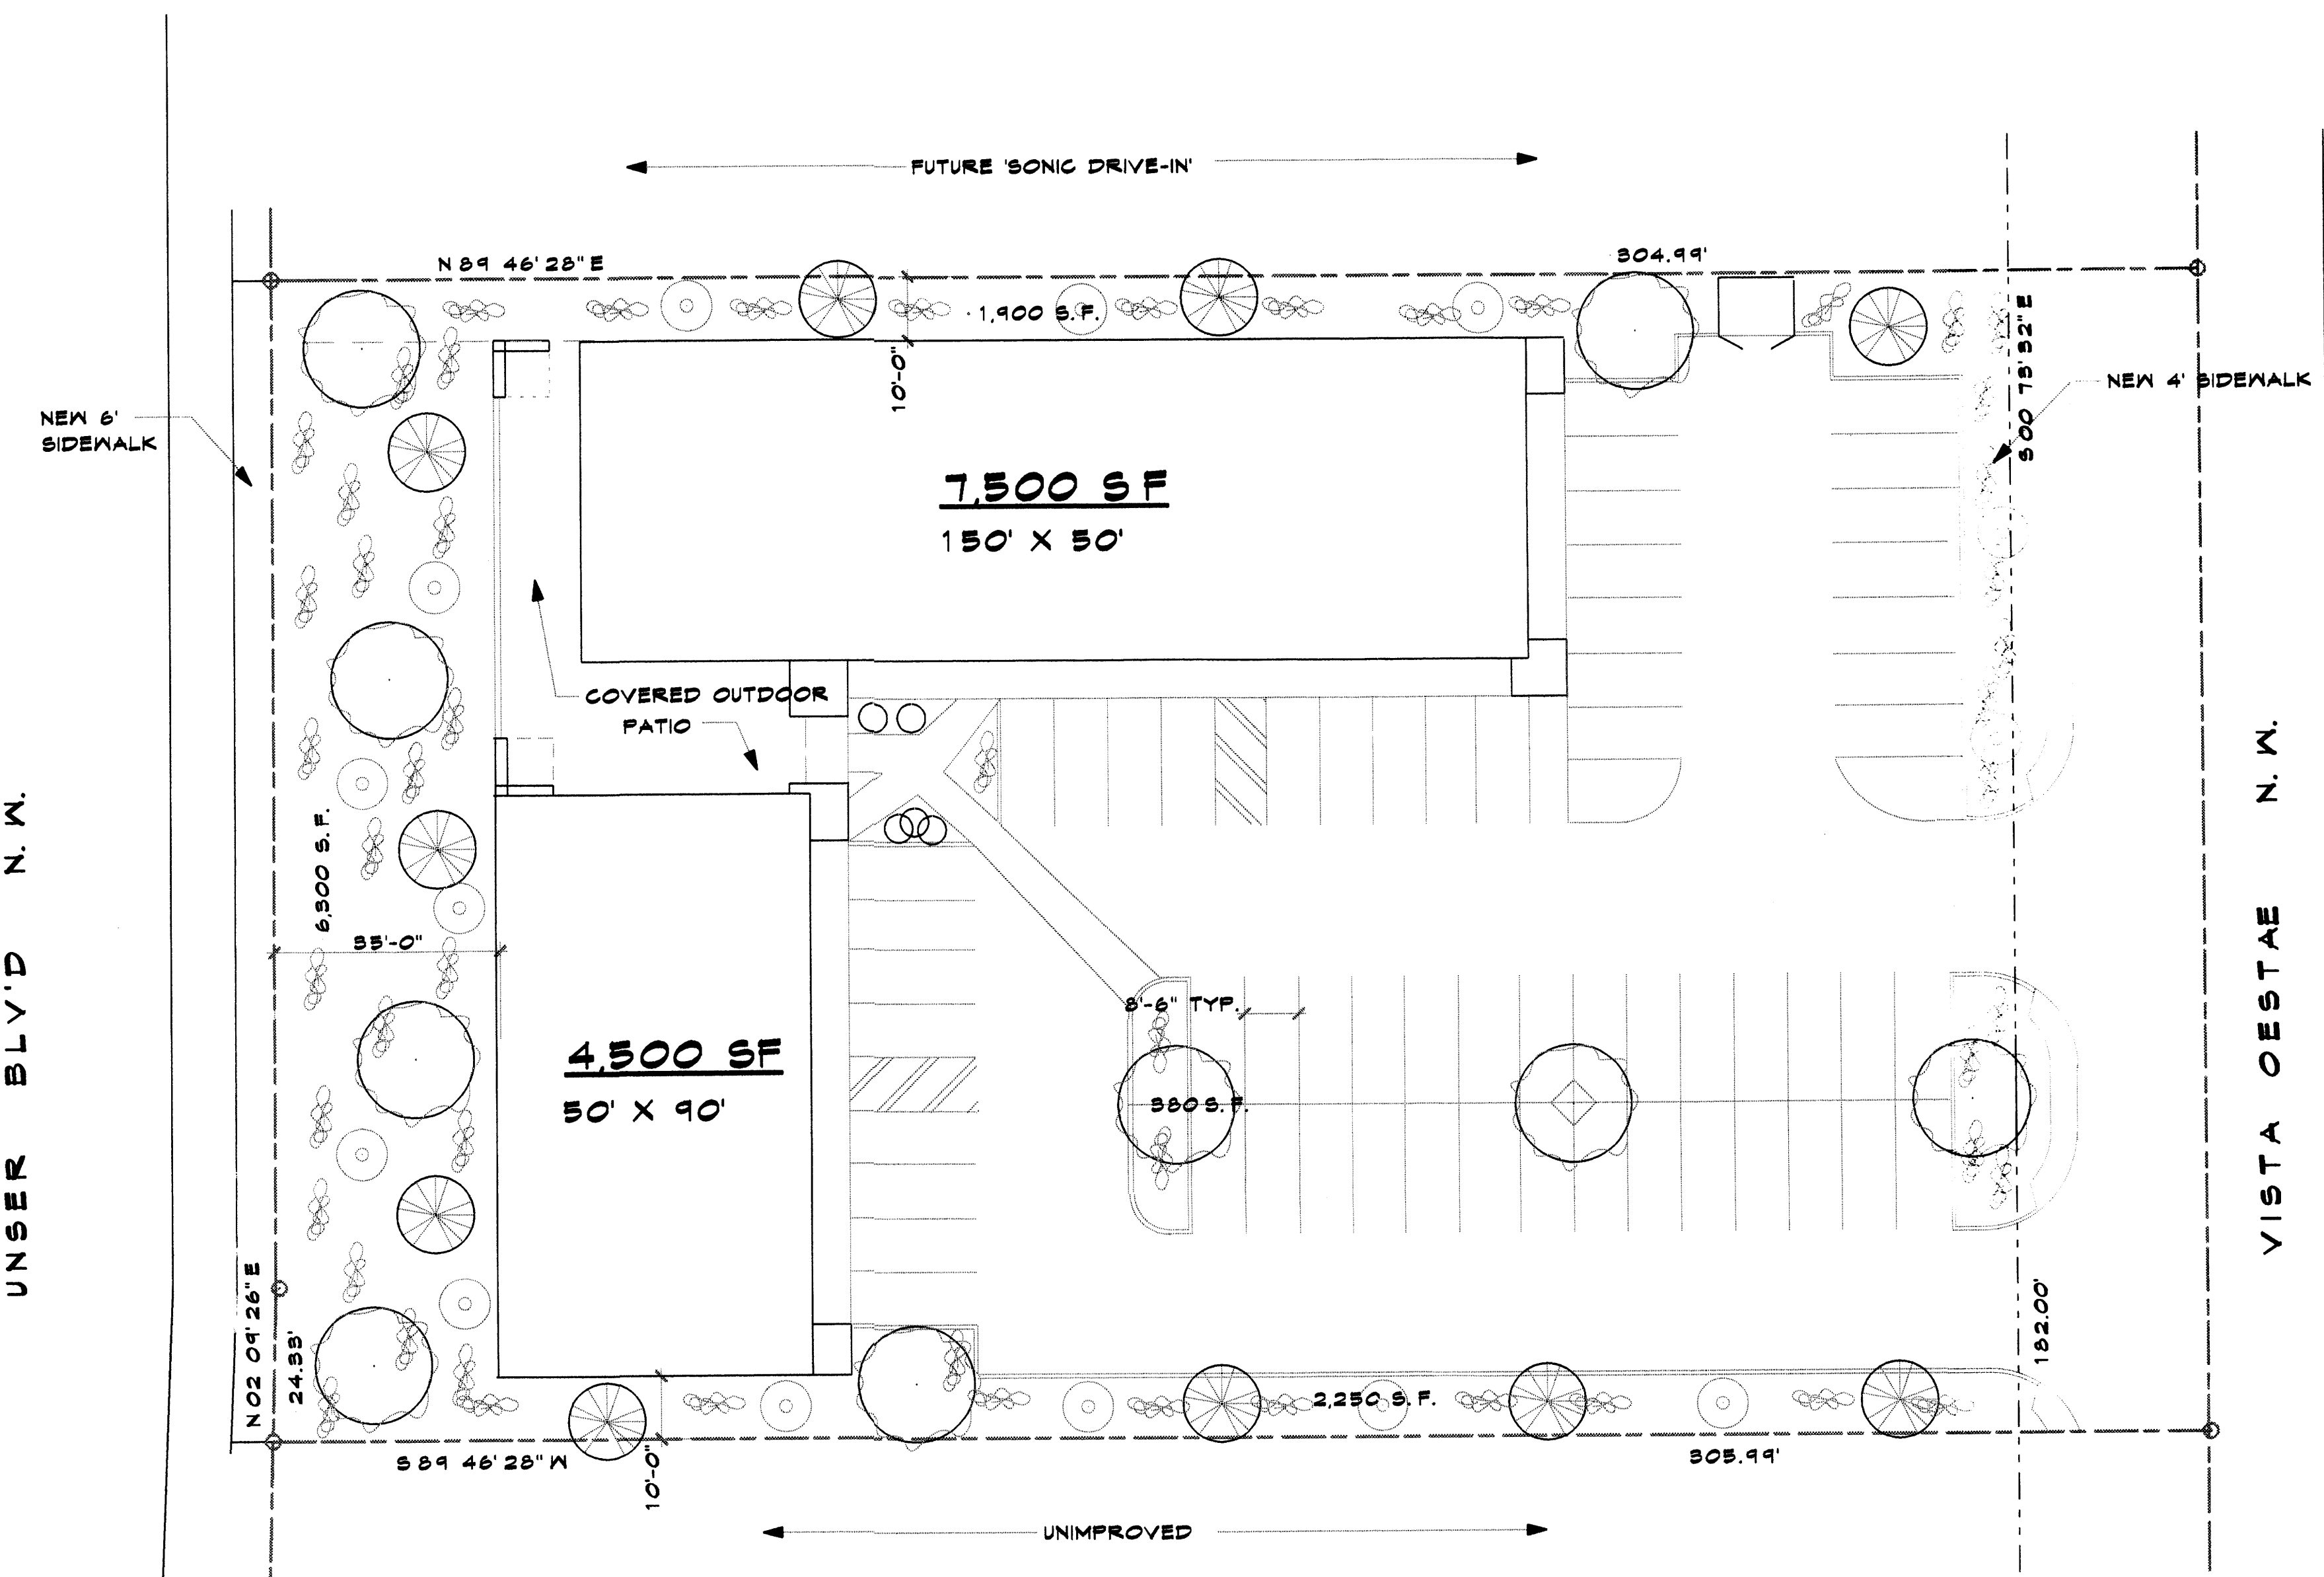 FUTURE 'SONIC DRIVE-IN'
N 89 46' 28" E
304.99'
1,900 S.F.
10'-0"
S 00 13' 32" E
NEW 4' SIDEWALK
NEW 6'
SIDEWALK
7,500 SF
150' X 50'
COVERED OUTDOOR
PATIO
UNSER BLV'D N.W.
6,300 S.F.
35'-0"
8'-6" TYP.
4,500 SF
50' X 90'
380 S.F.
VISTA OESTAE N.W.
N02 09' 26" E
24.33'
182.00'
2,250 S.F.
S 89 46' 28" W
10'-0"
305.99'
UNIMPROVED